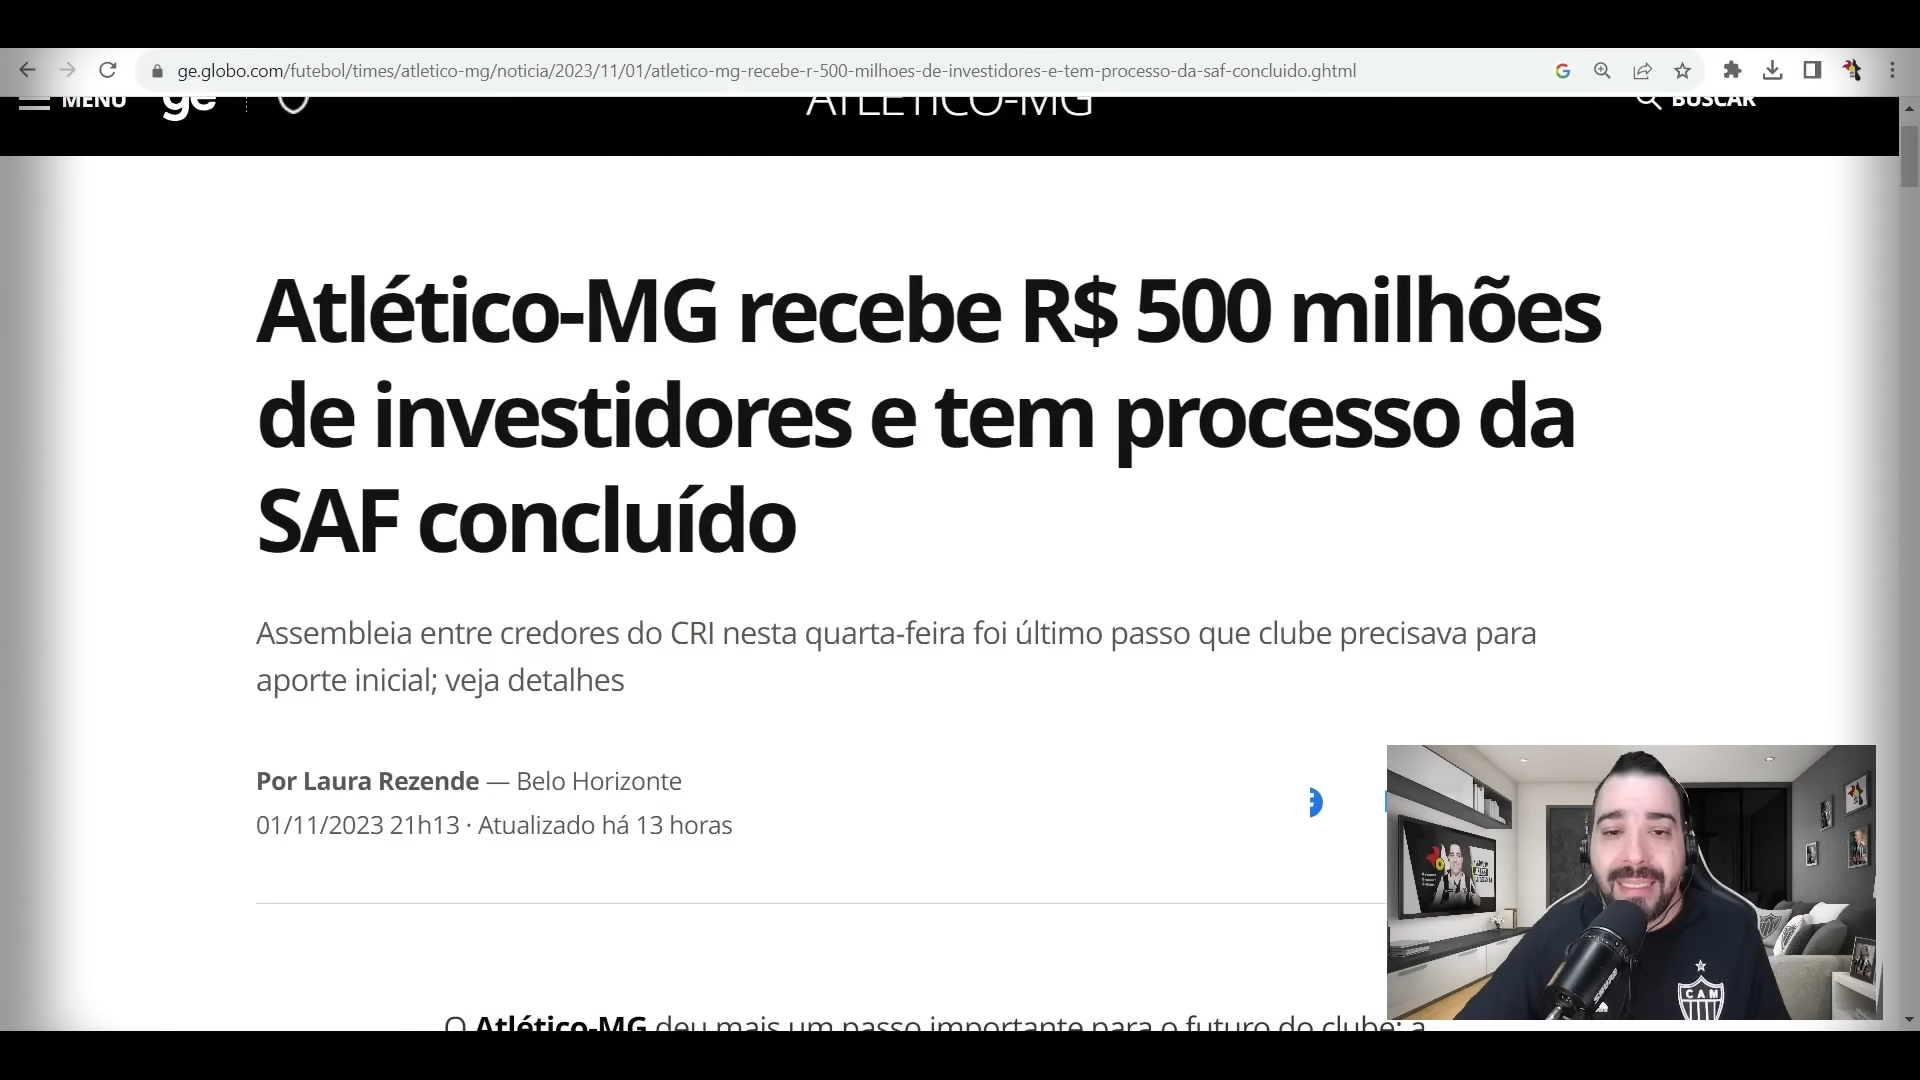 ge.globo.com/futebol/times/atletico-mg/noticia/2023/11/01/atletico-mg-recebe-r-500-milhoes-de-investidores-e-tem-processo-da-saf-concluido.ghtml
MENU ge ATLÉTICO-MG BUSCAR
Atlético-MG recebe R$ 500 milhões
de investidores e tem processo da
SAF concluído
Assembleia entre credores do CRI nesta quarta-feira foi último passo que clube precisava para
aporte inicial; veja detalhes
Por Laura Rezende — Belo Horizonte
01/11/2023 21h13 · Atualizado há 13 horas
O Atlético-MG deu mais um passo importante para o futuro do clube: a
SHURE
CAM